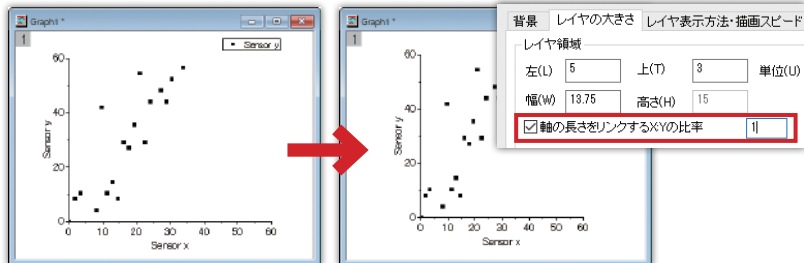 Graph1 *
1
Sensor y
60
40
20
0
Sensor y
0 10 20 30 40 50 60
Sensor x
Graph1 *
1
60
40
20
0
Sensor y
0 10 20 30 40 50 60
Sensor x
背景 レイヤの大きさ レイヤ表示方法・描画スピード
レイヤ領域
左(L) 5 上(T) 3 単位(U)
幅(W) 13.75 高さ(H) 15
軸の長さをリンクするX:Yの比率 1